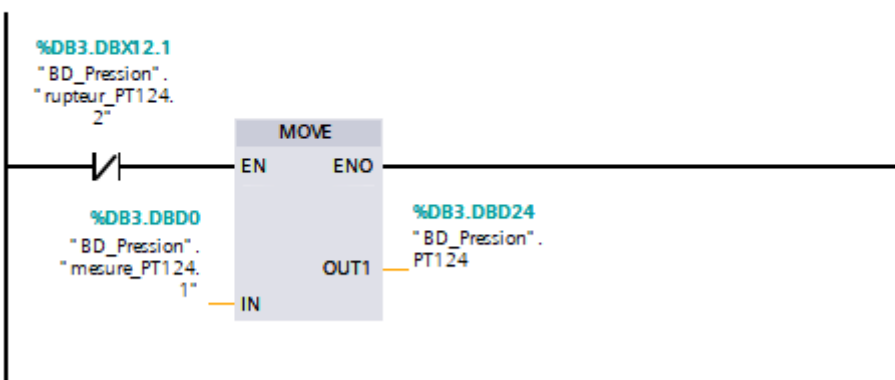 %DB3.DBX12.1
"BD_Pression".
"rupteur_PT124.
2"
MOVE
EN ENO
%DB3.DBD0
"BD_Pression".
"mesure_PT124.
1"
IN
OUT1
%DB3.DBD24
"BD_Pression".
PT124